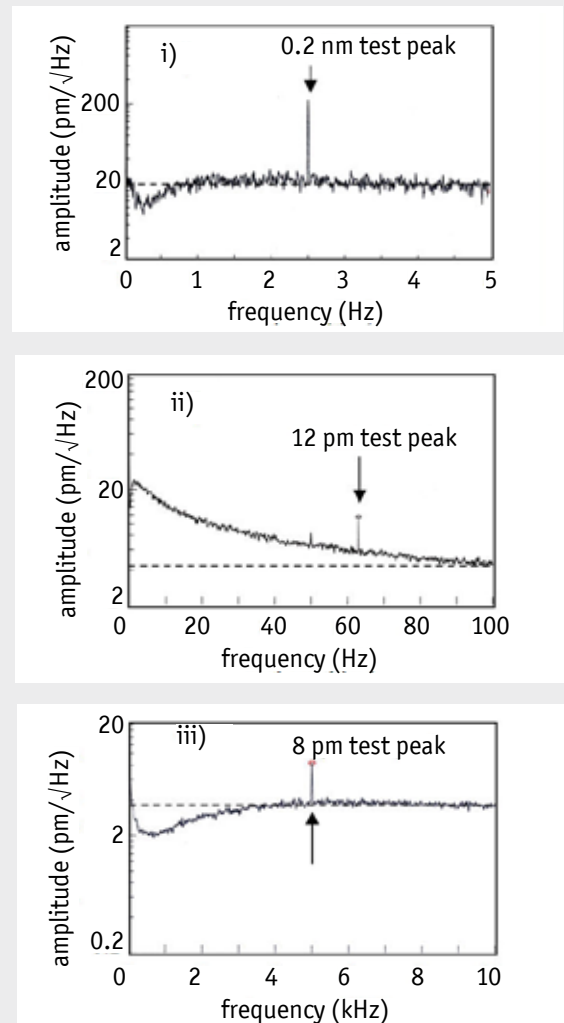 i)
0.2 nm test peak
amplitude (pm/√Hz)
200
20
2
0 1 2 3 4 5
frequency (Hz)
ii)
12 pm test peak
amplitude (pm/√Hz)
200
20
2
0 20 40 60 80 100
frequency (Hz)
iii)
8 pm test peak
amplitude (pm/√Hz)
20
2
0.2
0 2 4 6 8 10
frequency (kHz)